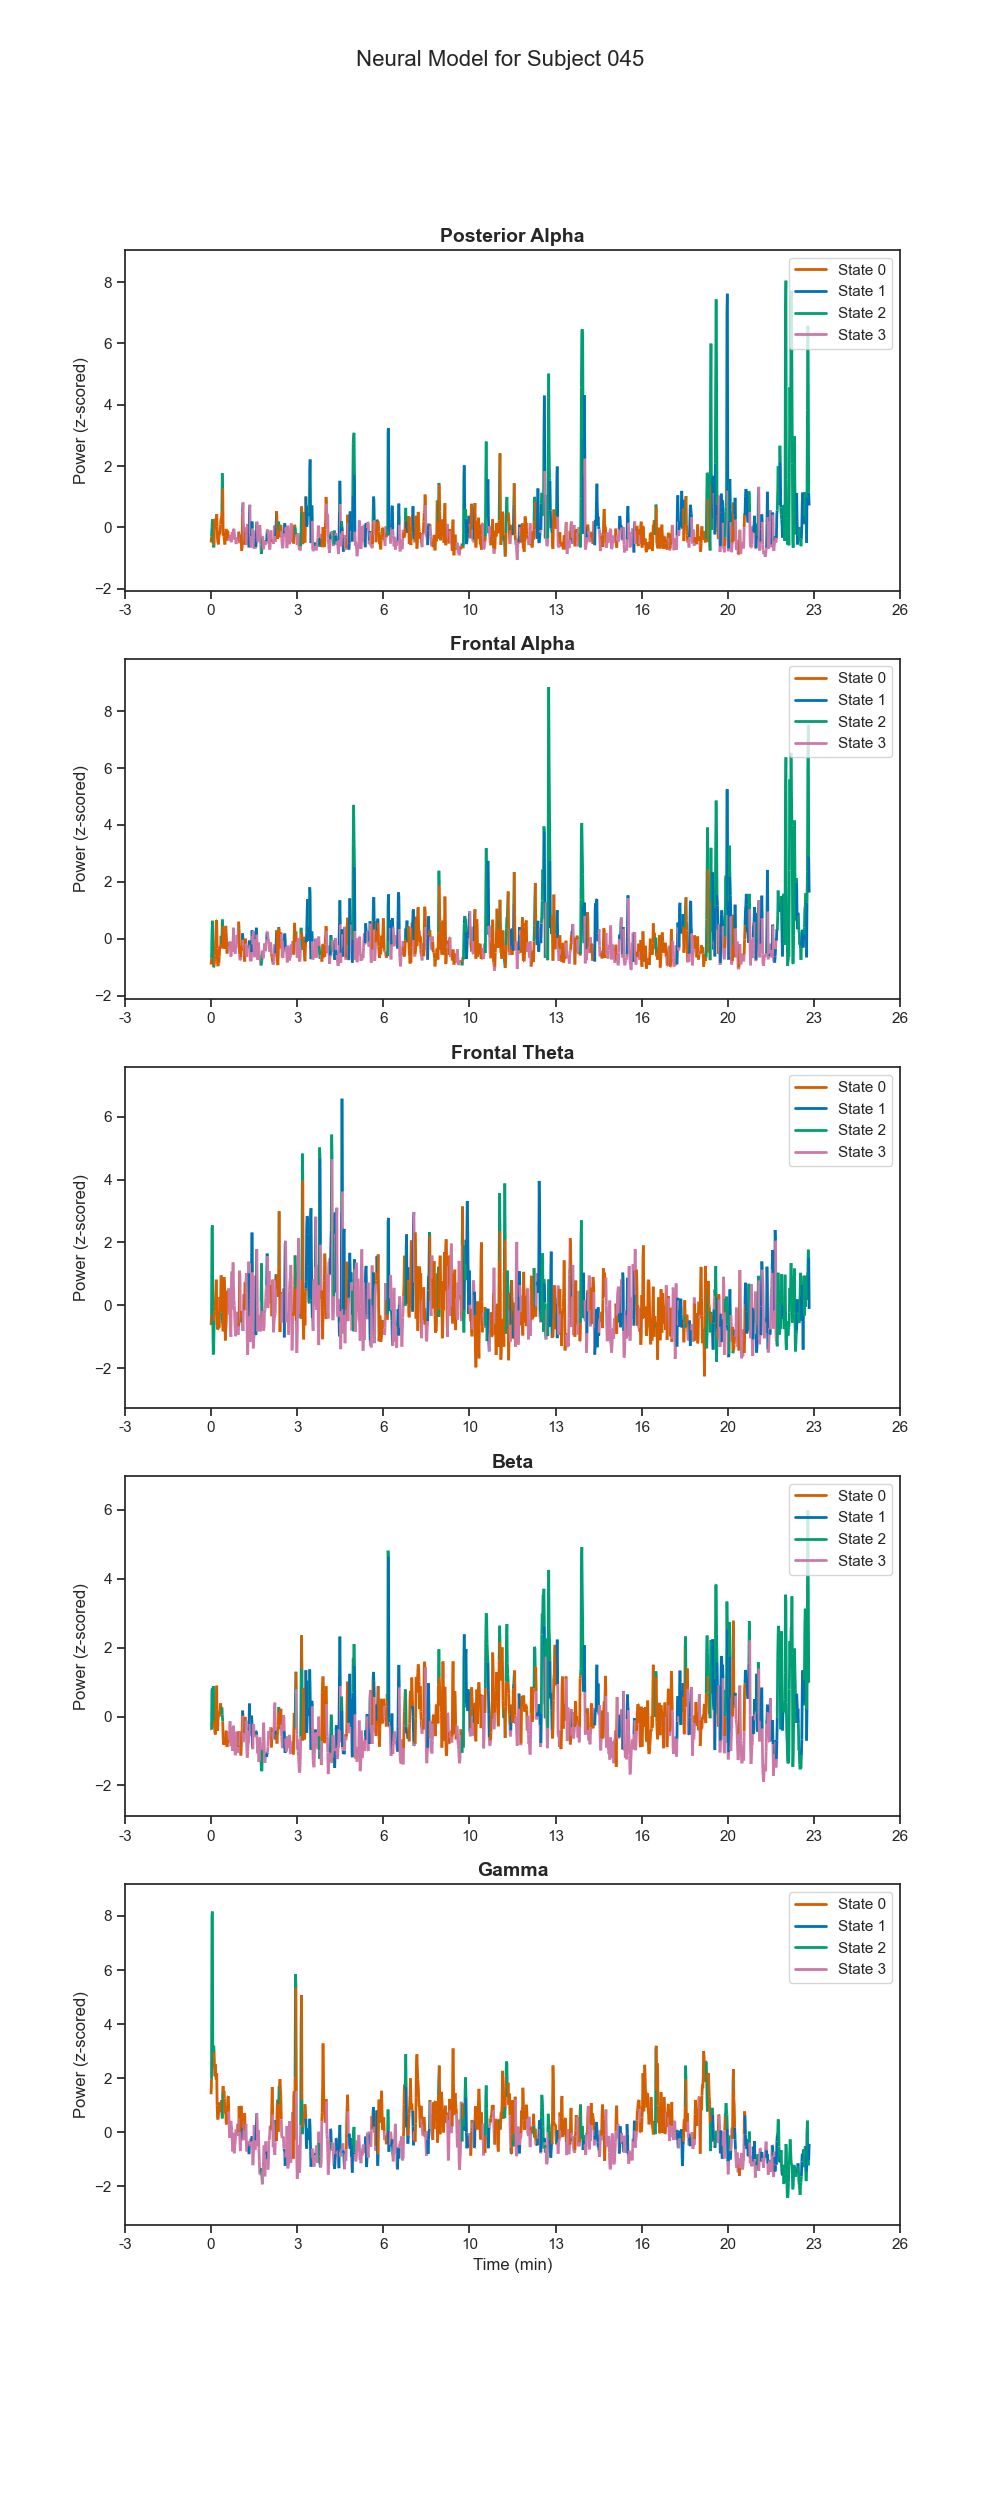 Neural Model for Subject 045
Posterior Alpha
Power (z-scored)
8
6
4
2
0
−2
State 0
State 1
State 2
State 3
-3 0 3 6 10 13 16 20 23 26
Frontal Alpha
Power (z-scored)
8
6
4
2
0
−2
State 0
State 1
State 2
State 3
-3 0 3 6 10 13 16 20 23 26
Frontal Theta
Power (z-scored)
6
4
2
0
−2
State 0
State 1
State 2
State 3
-3 0 3 6 10 13 16 20 23 26
Beta
Power (z-scored)
6
4
2
0
−2
State 0
State 1
State 2
State 3
-3 0 3 6 10 13 16 20 23 26
Gamma
Power (z-scored)
8
6
4
2
0
−2
State 0
State 1
State 2
State 3
-3 0 3 6 10 13 16 20 23 26
Time (min)